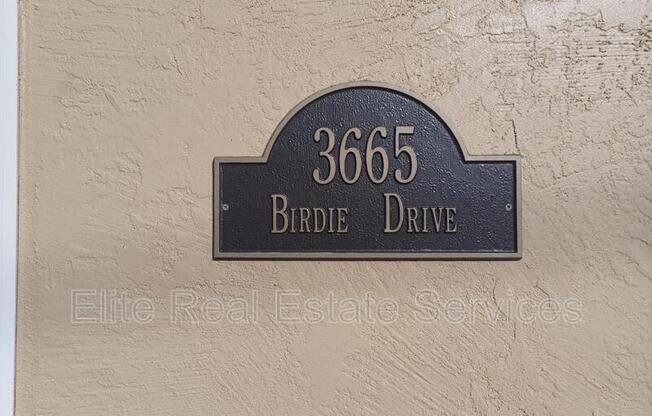 3665
Birdie Drive
Elite Real Estate Services